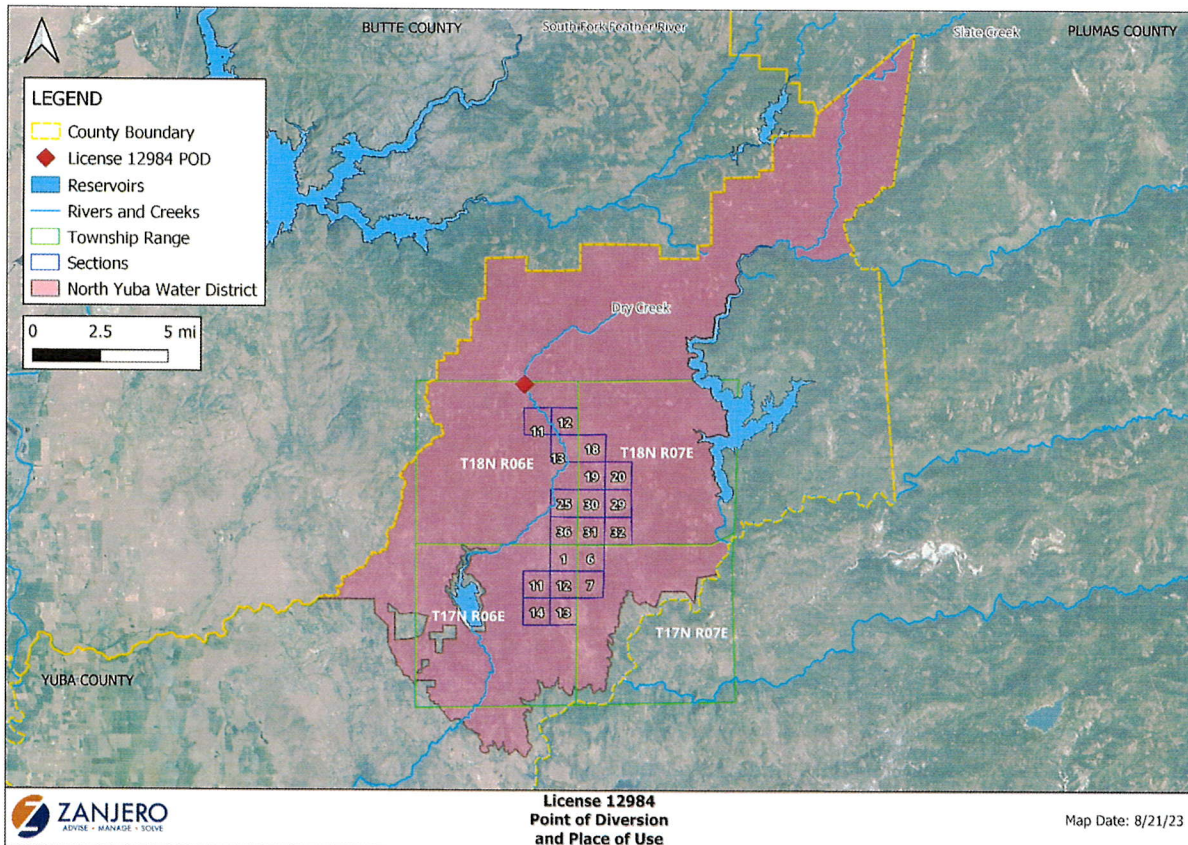 BUTTE COUNTY
South Fork Feather River
Slate Creek
PLUMAS COUNTY
LEGEND
County Boundary
License 12984 POD
Reservoirs
Rivers and Creeks
Township Range
Sections
North Yuba Water District
0 2.5 5 mi
Dry Creek
11 12
13 18
T18N R06E
T18N R07E
19 20
25 30 29
36 31 32
1 6
11 12 7
14 13
T17N R06E
T17N R07E
YUBA COUNTY
ZANJERO
ADVISE • MANAGE • SOLVE
License 12984
Point of Diversion
and Place of Use
Map Date: 8/21/23